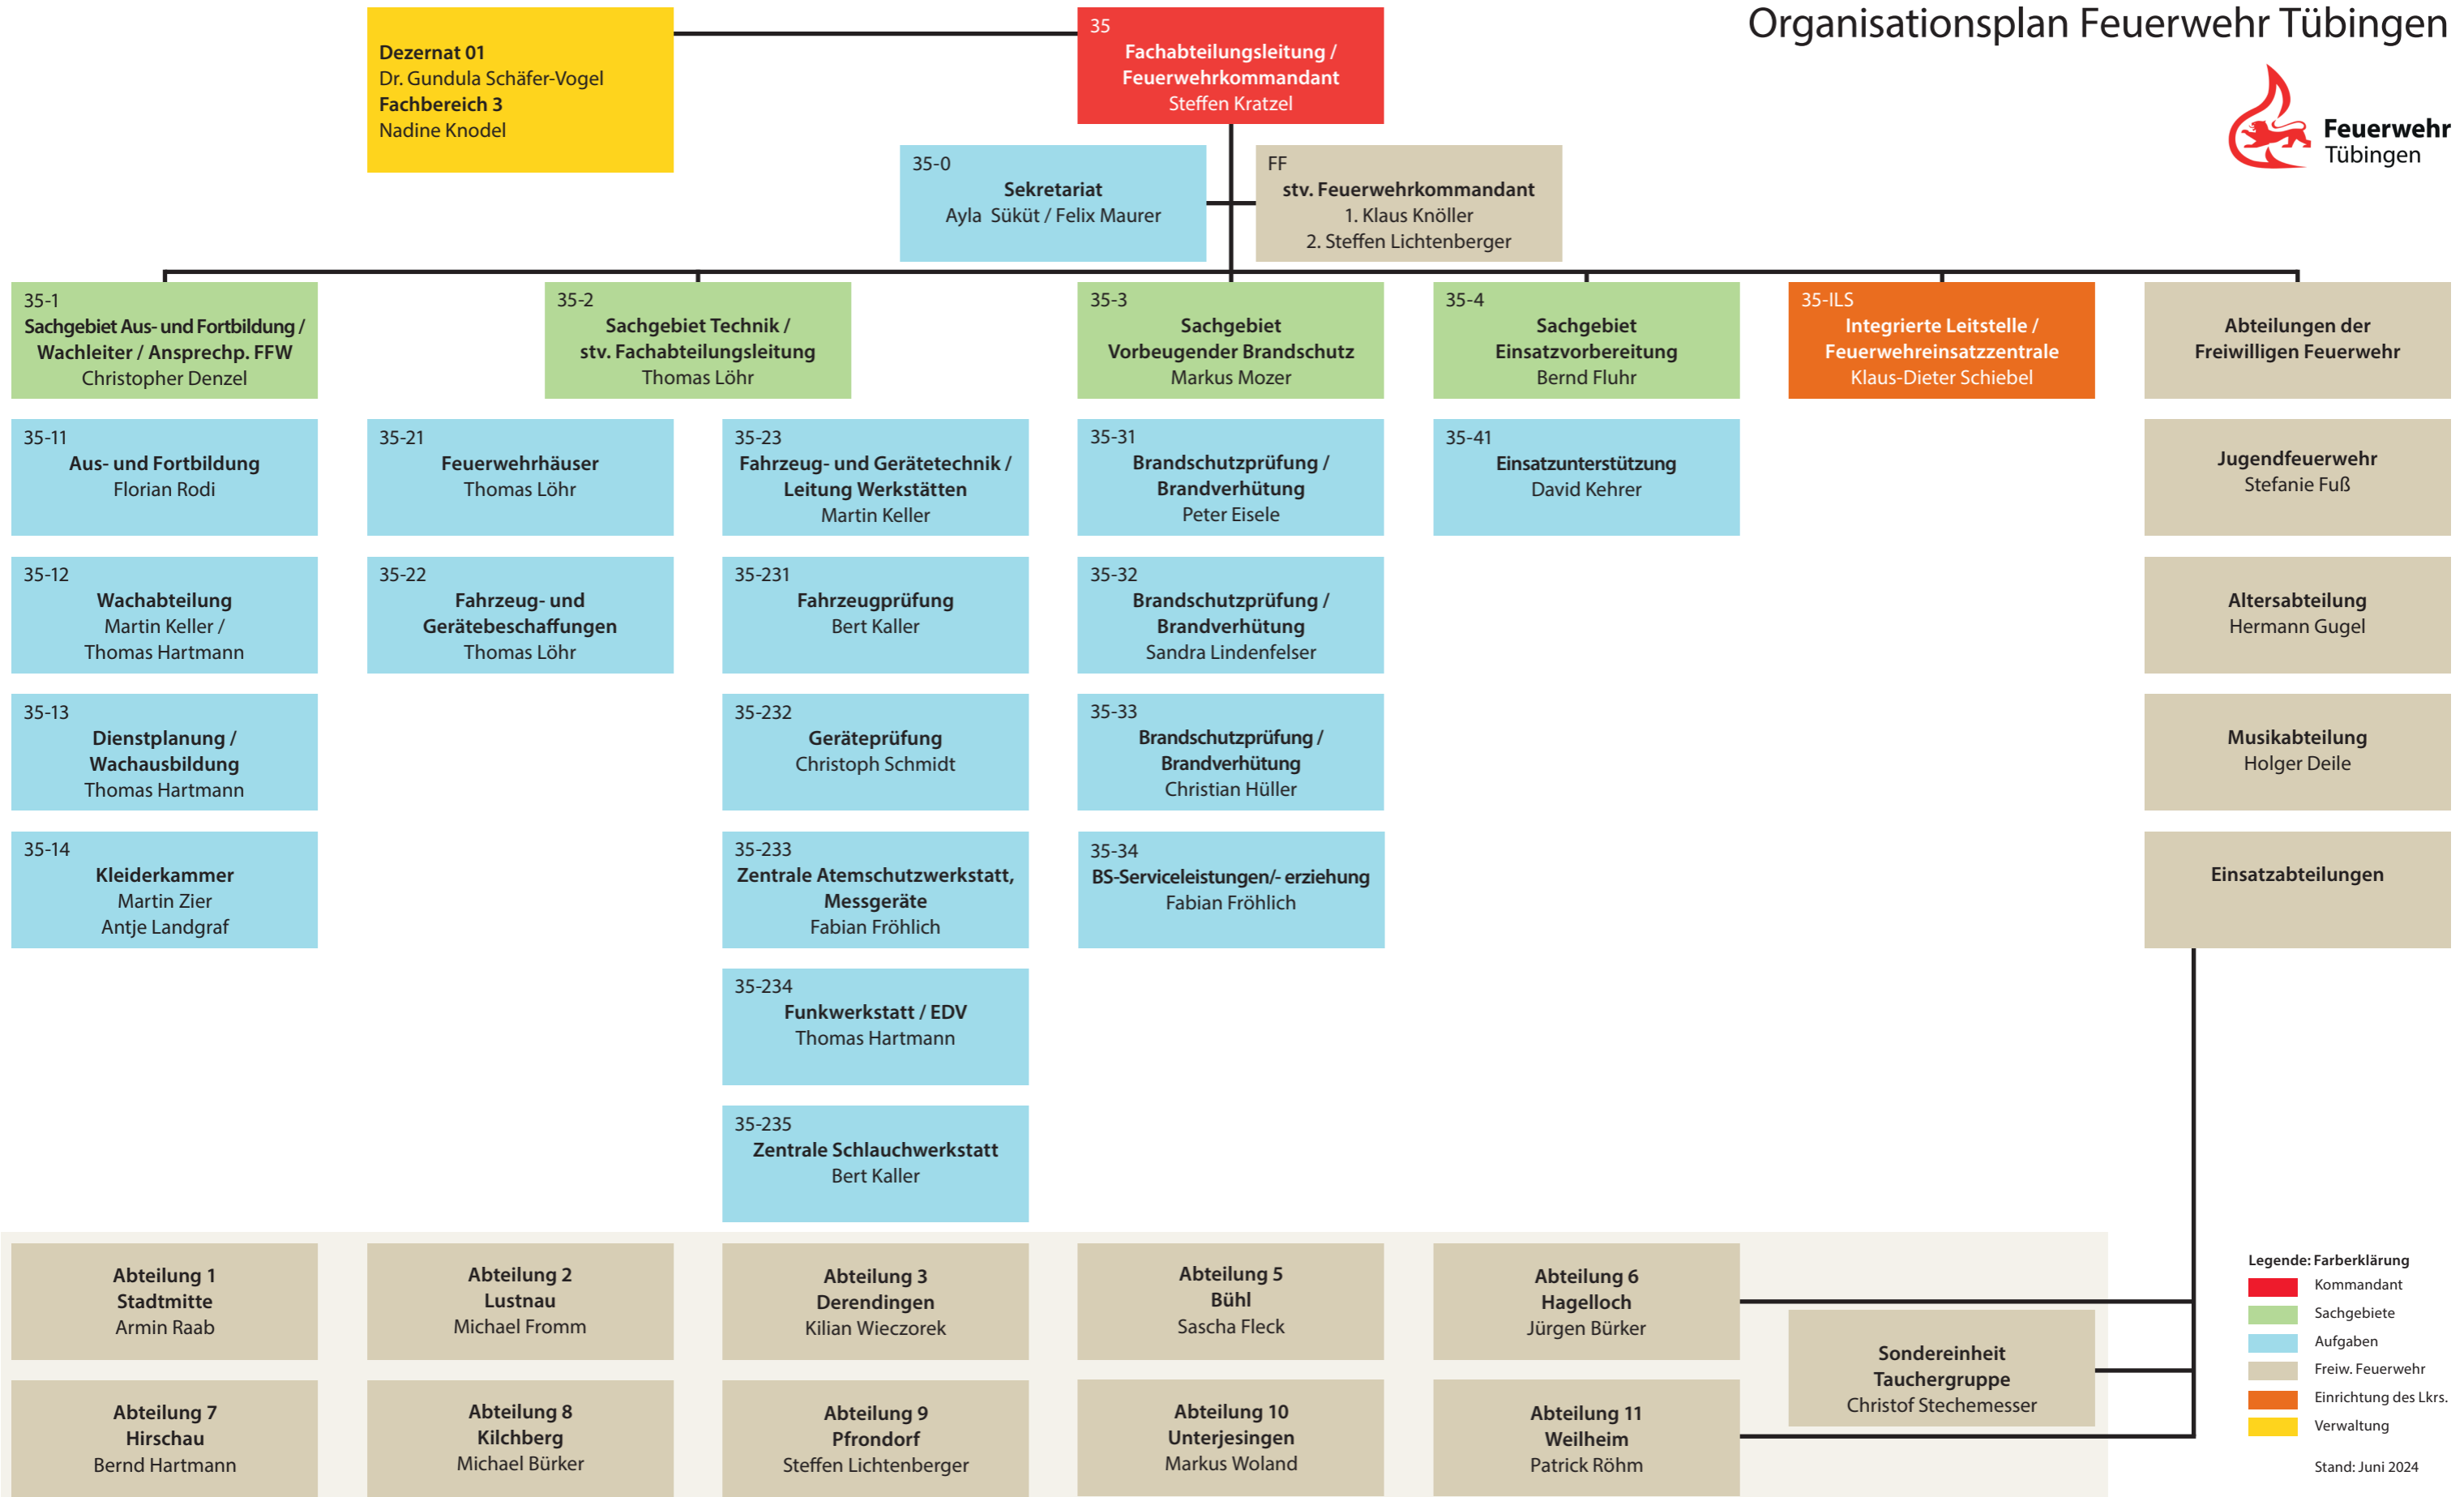 Organisationsplan Feuerwehr Tübingen
Feuerwehr
Tübingen
Dezernat 01
Dr. Gundula Schäfer-Vogel
Fachbereich 3
Nadine Knodel
35
Fachabteilungsleitung /
Feuerwehrkommandant
Steffen Kratzel
35-0
Sekretariat
Ayla Süküt / Felix Maurer
FF
stv. Feuerwehrkommandant
1. Klaus Knöller
2. Steffen Lichtenberger
35-1
Sachgebiet Aus- und Fortbildung /
Wachleiter / Ansprechp. FFW
Christopher Denzel
35-2
Sachgebiet Technik /
stv. Fachabteilungsleitung
Thomas Löhr
35-3
Sachgebiet
Vorbeugender Brandschutz
Markus Mozer
35-4
Sachgebiet
Einsatzvorbereitung
Bernd Fluhr
35-ILS
Integrierte Leitstelle /
Feuerwehreinsatzzentrale
Klaus-Dieter Schiebel
Abteilungen der
Freiwilligen Feuerwehr
35-11
Aus- und Fortbildung
Florian Rodi
35-21
Feuerwehrhäuser
Thomas Löhr
35-23
Fahrzeug- und Gerätetechnik /
Leitung Werkstätten
Martin Keller
35-31
Brandschutzprüfung /
Brandverhütung
Peter Eisele
35-41
Einsatzunterstützung
David Kehrer
Jugendfeuerwehr
Stefanie Fuß
35-12
Wachabteilung
Martin Keller /
Thomas Hartmann
35-22
Fahrzeug- und
Gerätebeschaffungen
Thomas Löhr
35-231
Fahrzeugprüfung
Bert Kaller
35-32
Brandschutzprüfung /
Brandverhütung
Sandra Lindenfelser
Altersabteilung
Hermann Gugel
35-13
Dienstplanung /
Wachausbildung
Thomas Hartmann
35-232
Geräteprüfung
Christoph Schmidt
35-33
Brandschutzprüfung /
Brandverhütung
Christian Hüller
Musikabteilung
Holger Deile
35-14
Kleiderkammer
Martin Zier
Antje Landgraf
35-233
Zentrale Atemschutzwerkstatt,
Messgeräte
Fabian Fröhlich
35-34
BS-Serviceleistungen/- erziehung
Fabian Fröhlich
Einsatzabteilungen
35-234
Funkwerkstatt / EDV
Thomas Hartmann
35-235
Zentrale Schlauchwerkstatt
Bert Kaller
Abteilung 1
Stadtmitte
Armin Raab
Abteilung 2
Lustnau
Michael Fromm
Abteilung 3
Derendingen
Kilian Wieczorek
Abteilung 5
Bühl
Sascha Fleck
Abteilung 6
Hagelloch
Jürgen Bürker
Sondereinheit
Tauchergruppe
Christof Stechemesser
Abteilung 7
Hirschau
Bernd Hartmann
Abteilung 8
Kilchberg
Michael Bürker
Abteilung 9
Pfrondorf
Steffen Lichtenberger
Abteilung 10
Unterjesingen
Markus Woland
Abteilung 11
Weilheim
Patrick Röhm
Legende: Farberklärung
Kommandant
Sachgebiete
Aufgaben
Freiw. Feuerwehr
Einrichtung des Lkrs.
Verwaltung
Stand: Juni 2024